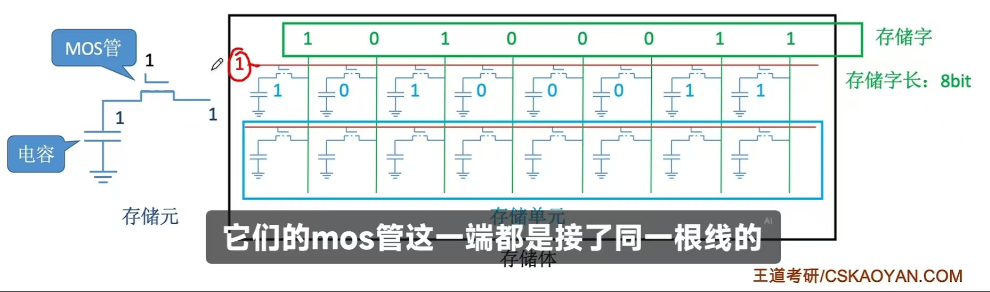 MOS管
1
1
1
电容
存储元
1 0 1 0 0 0 1 1
存储字
存储字长：8bit
1
1 0 1 0 0 0 1 1
存储单元
AI
它们的mos管这一端都是接了同一根线的
存储体
王道考研/CSKAOYAN.COM